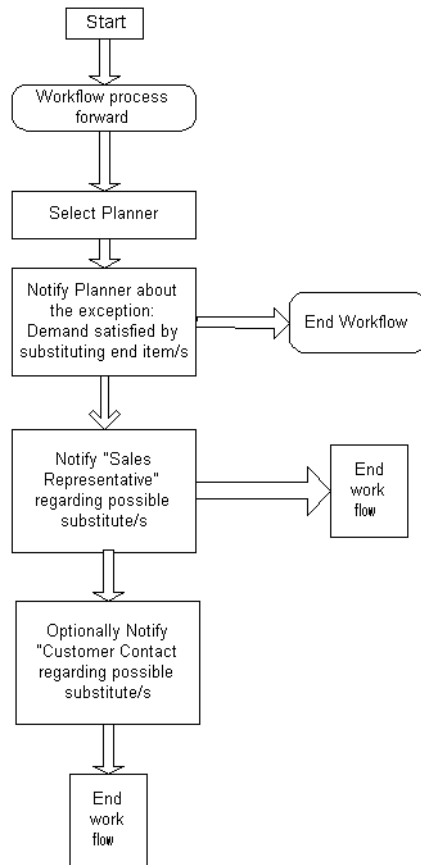 Start
Workflow process
forward
Select Planner
Notify Planner about
the exception:
Demand satisfied by
substituting end item/s
End Workflow
Notify "Sales
Representative"
regarding possible
substitute/s
End
work
flow
Optionally Notify
"Customer Contact
regarding possible
substitute/s
End
work
flow